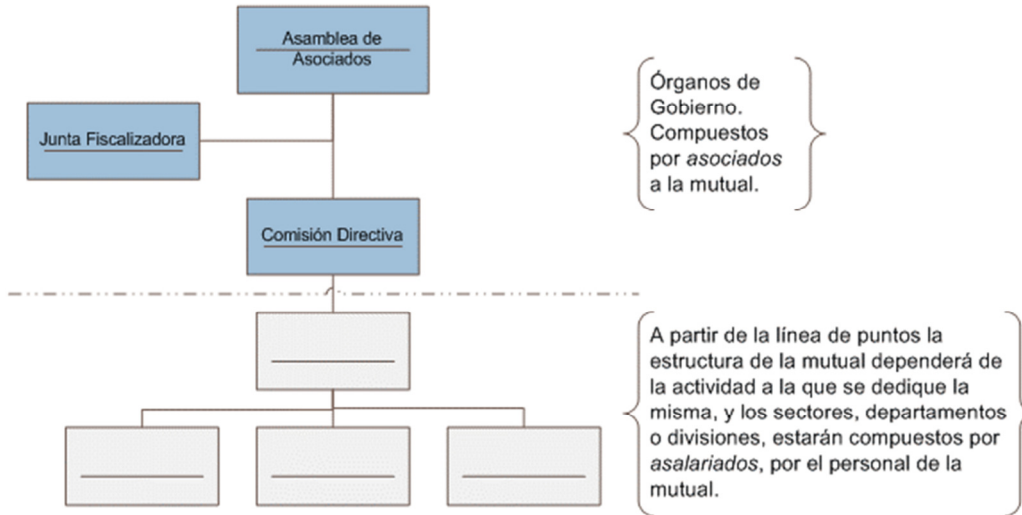 Asamblea de
Asociados
Junta Fiscalizadora
Comisión Directiva
Órganos de
Gobierno.
Compuestos
por asociados
a la mutual.
A partir de la línea de puntos la
estructura de la mutual dependerá de
la actividad a la que se dedique la
misma, y los sectores, departamentos
o divisiones, estarán compuestos por
asalariados, por el personal de la
mutual.